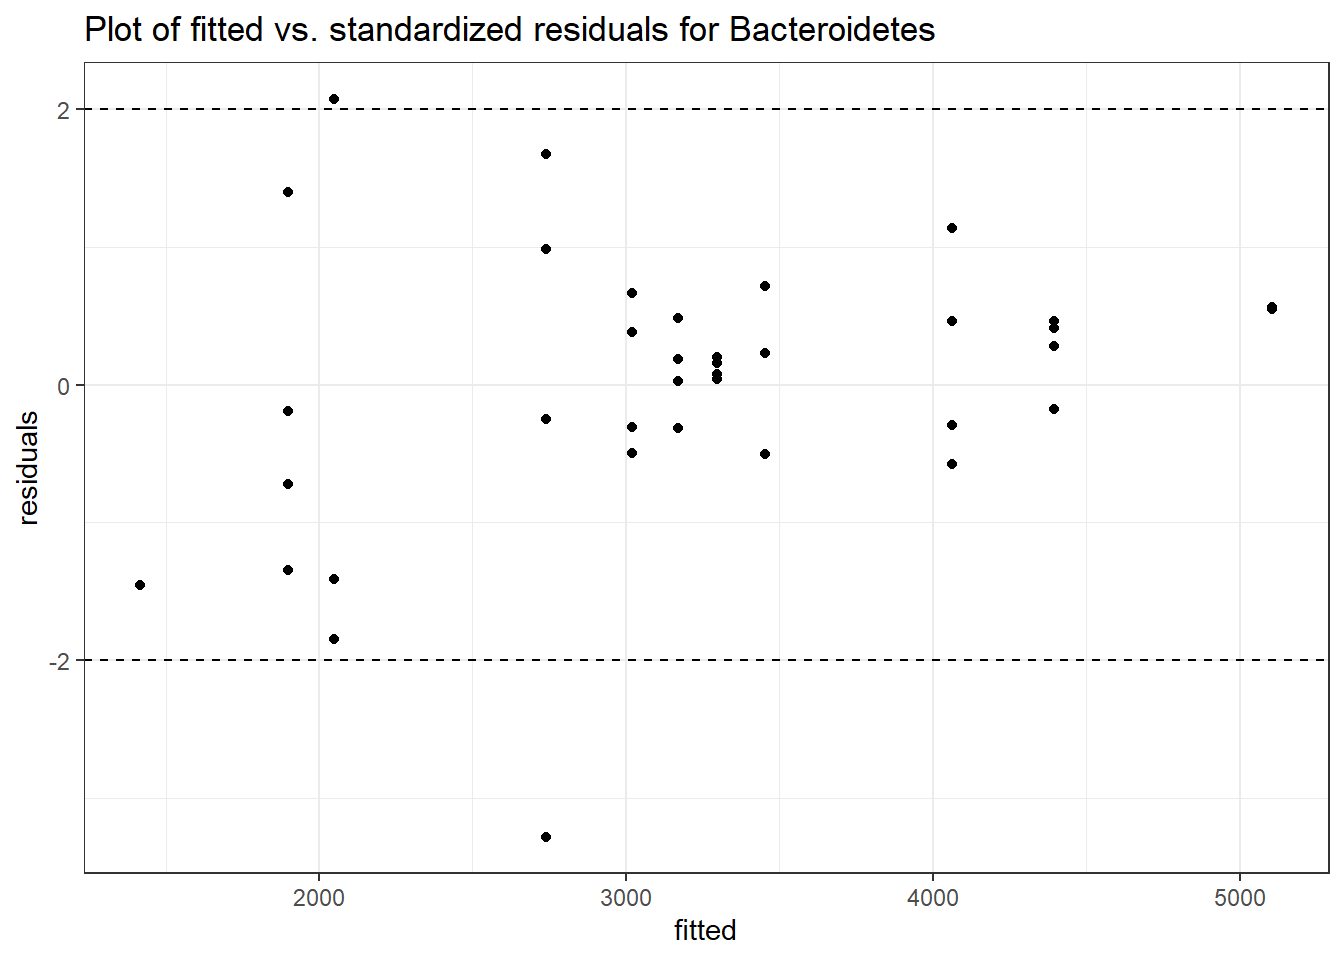 Plot of fitted vs. standardized residuals for Bacteroidetes
2
0
-2
residuals
2000 3000 4000 5000
fitted